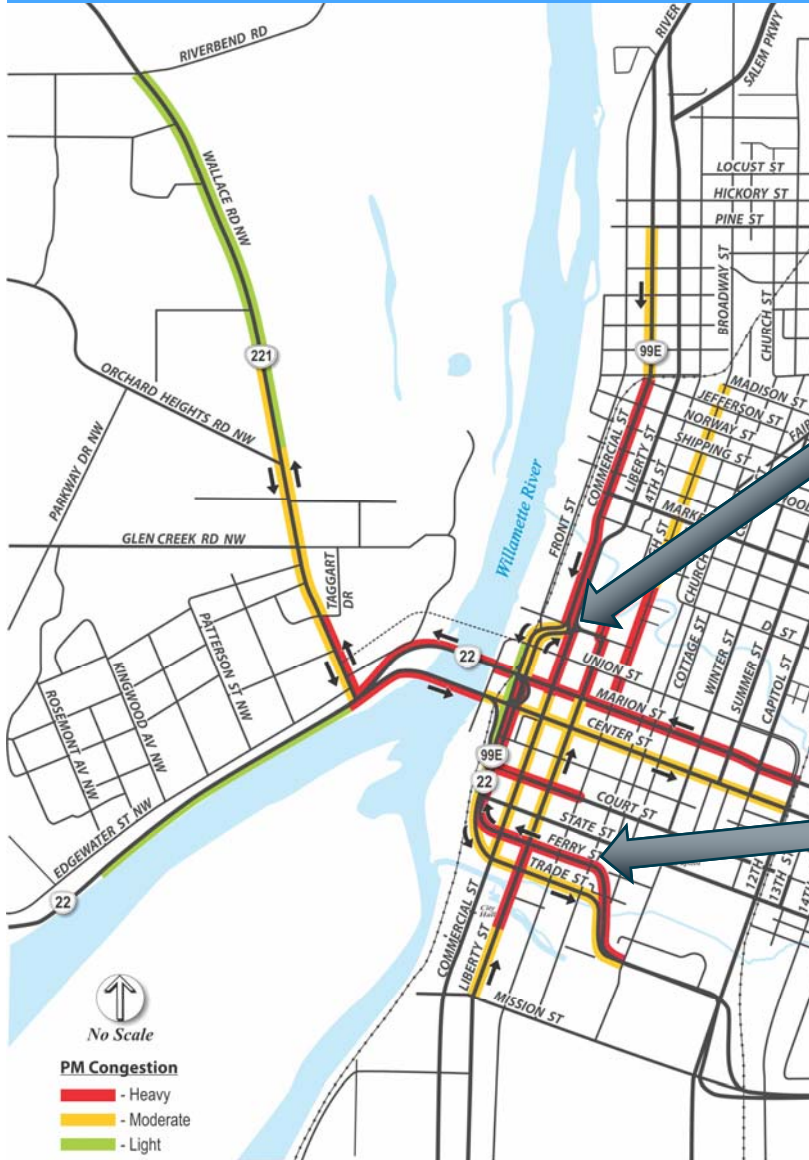 RIVERBEND RD
RIVER
SALEM PKWY
WALLACE RD NW
LOCUST ST
HICKORY ST
PINE ST
BROADWAY ST
CHURCH ST
221
99E
ORCHARD HEIGHTS RD NW
PARKWAY DR NW
MADISON ST
JEFFERSON ST
NORWAY ST
SHIPPING ST
COMMERCIAL ST
LIBERTY ST
4TH ST
FRONT ST
Willamette River
GLEN CREEK RD NW
TAGGART
DR
PATTERSON ST NW
KINGWOOD AV NW
ROSEMONT AV NW
EDGEWATER ST NW
22
D ST
UNION ST
COTTAGE ST
WINTER ST
SUMMER ST
CAPITOL ST
MARION ST
CENTER ST
99E
22
COURT ST
STATE ST
FERRY ST
TRADE ST
12TH
13TH ST
22
City
Hall
COMMERCIAL ST
LIBERTY ST
MISSION ST
No Scale
PM Congestion
- Heavy
- Moderate
- Light